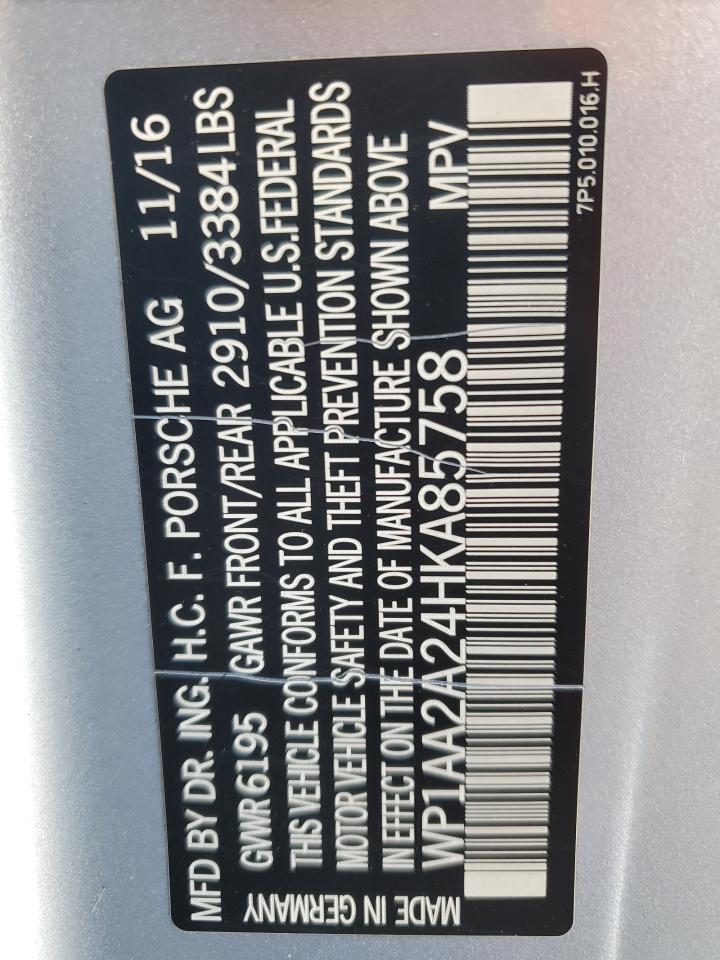 MFD BY DR. ING. H.C. F. PORSCHE AG 11/16
GVWR 6195 GAWR FRONT/REAR 2910/3384 LBS
THIS VEHICLE CONFORMS TO ALL APPLICABLE U.S. FEDERAL
MOTOR VEHICLE SAFETY AND THEFT PREVENTION STANDARDS
IN EFFECT ON THE DATE OF MANUFACTURE SHOWN ABOVE
WP1AA2A24HKA85758 MPV
MADE IN GERMANY
7P5.010.016.H